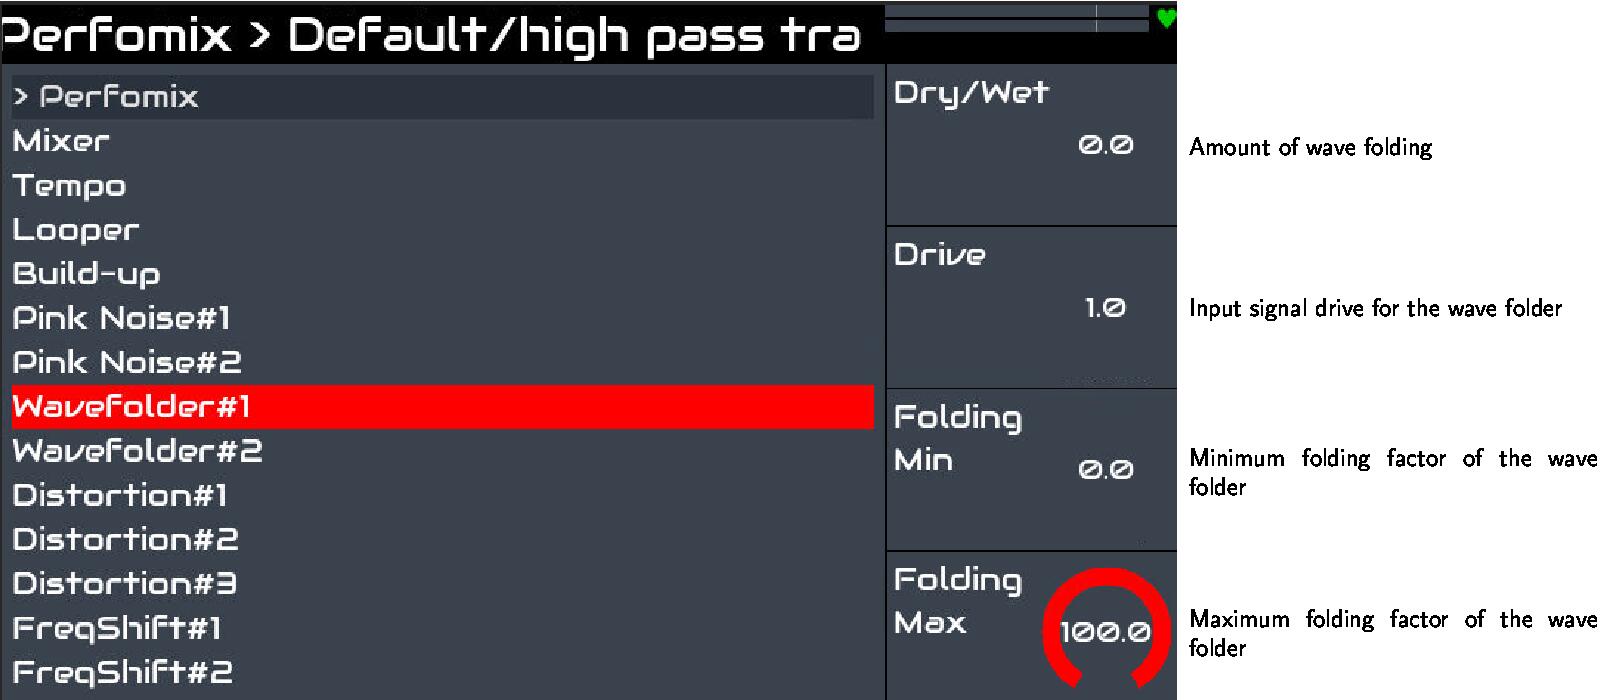 Perfomix > Default/high pass tra
> Perfomix
Mixer
Tempo
Looper
Build-up
Pink Noise#1
Pink Noise#2
Wavefolder#1
Wavefolder#2
Distortion#1
Distortion#2
Distortion#3
FreqShift#1
FreqShift#2
Dry/Wet
0.0
Amount of wave folding
Drive
1.0
Input signal drive for the wave folder
Folding
Min
0.0
Minimum folding factor of the wave
folder
Folding
Max
100.0
Maximum folding factor of the wave
folder